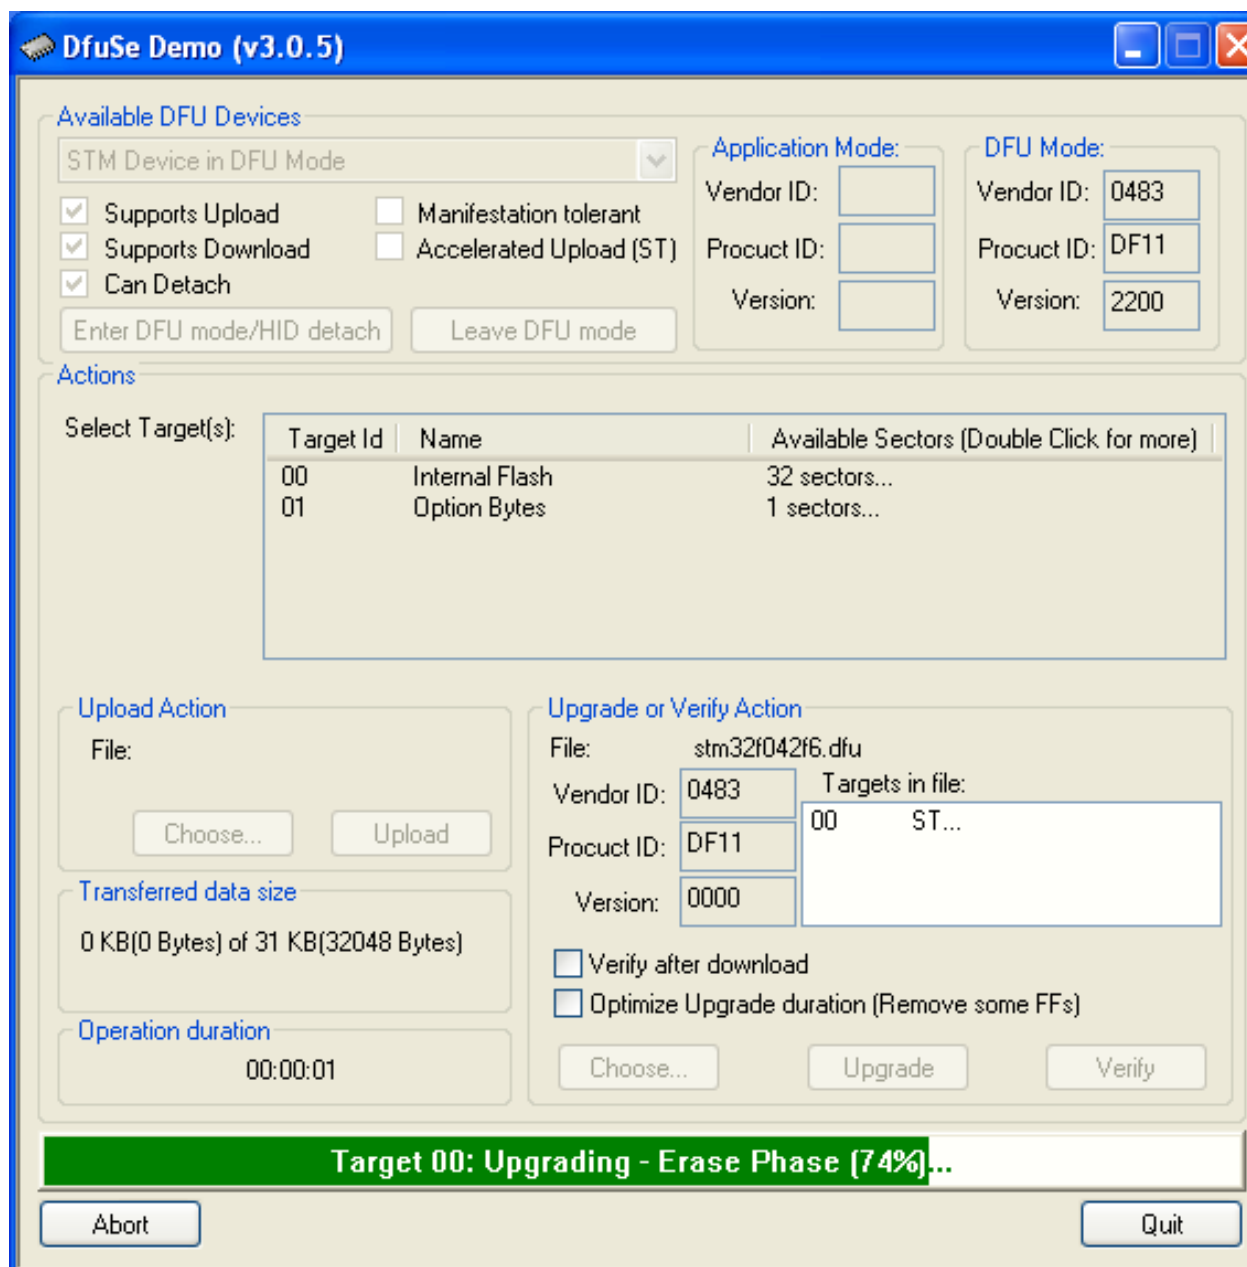 DfuSe Demo (v3.0.5)
Available DFU Devices
STM Device in DFU Mode
Supports Upload
Manifestation tolerant
Supports Download
Accelerated Upload (ST)
Can Detach
Enter DFU mode/HID detach
Leave DFU mode
Application Mode:
Vendor ID:
Procuct ID:
Version:
DFU Mode:
Vendor ID: 0483
Procuct ID: DF11
Version: 2200
Actions
Select Target(s):
Target Id Name Available Sectors (Double Click for more)
00 Internal Flash 32 sectors...
01 Option Bytes 1 sectors...
Upload Action
File:
Choose... Upload
Transferred data size
0 KB(0 Bytes) of 31 KB(32048 Bytes)
Operation duration
00:00:01
Upgrade or Verify Action
File: stm32f042f6.dfu
Vendor ID: 0483
Procuct ID: DF11
Version: 0000
Targets in file:
00 ST...
Verify after download
Optimize Upgrade duration (Remove some FFs)
Choose... Upgrade Verify
Target 00: Upgrading - Erase Phase (74%)...
Abort Quit